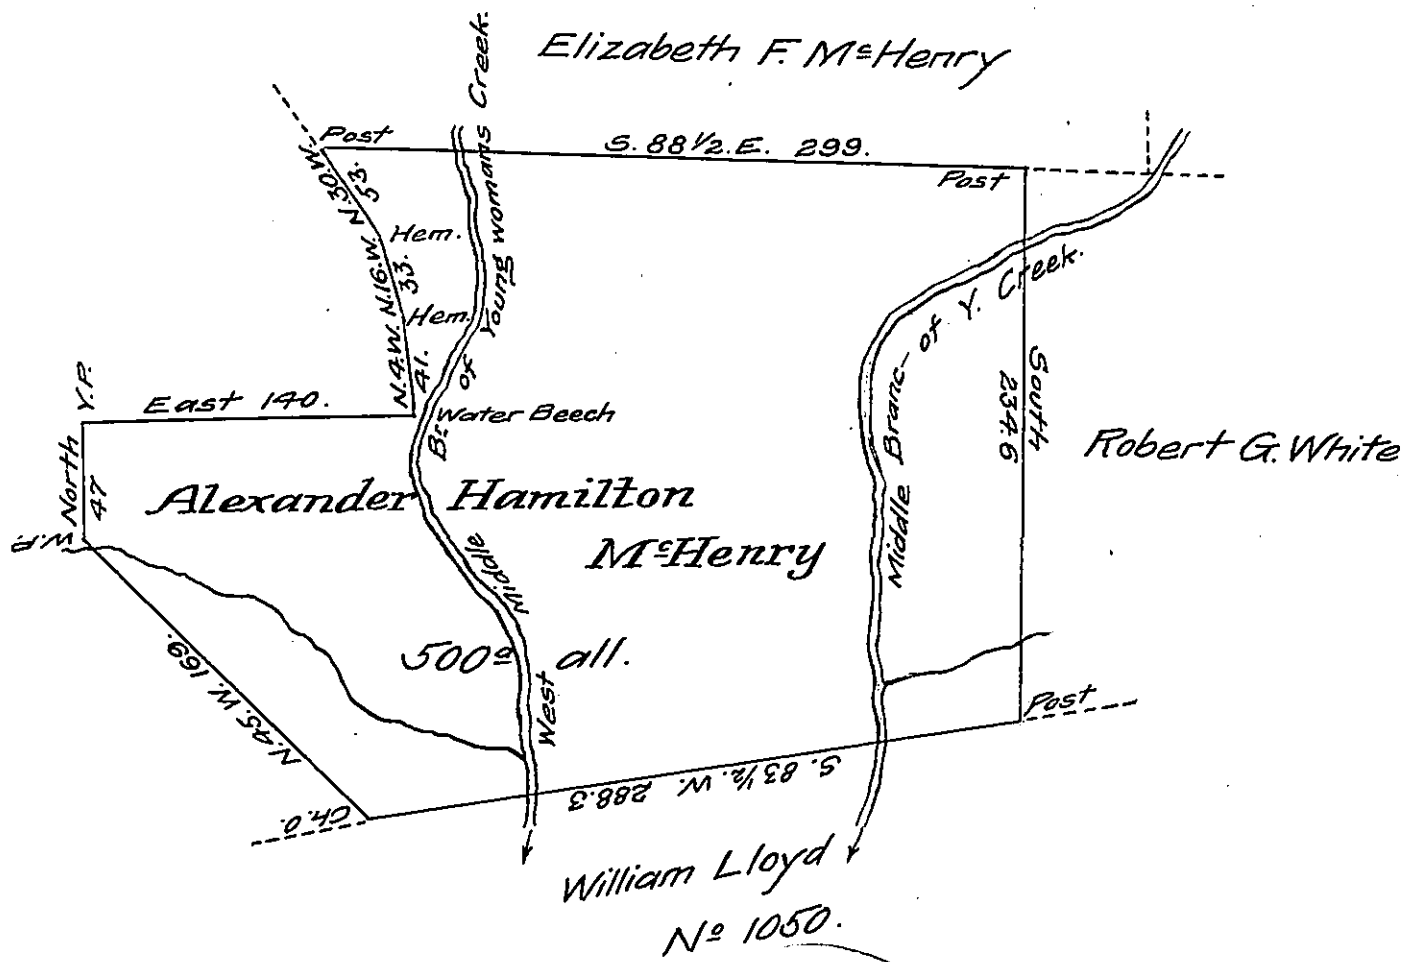 Elizabeth F. McHenry
Post
S. 88 1/2. E. 299.
Post
N. 30. W.
53.
Hem.
N. 16. W.
33.
Hem.
N. 4. W.
41.
West Middle Br. of Young womans Creek.
Middle Branc- of Y. Creek.
South
234.6
Robert G. White
Y.P.
East 140.
Water Beech
North
47
W.P.
Alexander Hamilton
McHenry
500a all.
N. 45. W. 169.
Post
S. 83 1/2. W. 288.3
Ch. O.
William Lloyd
No 1050.